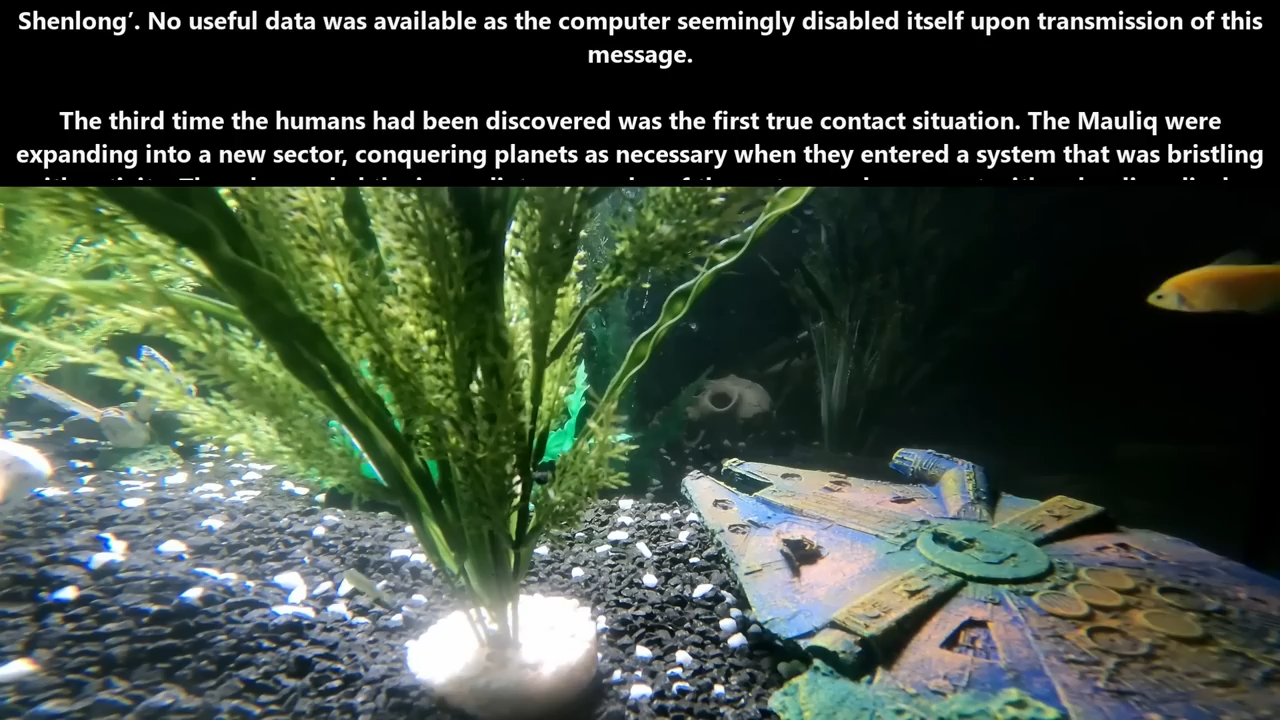 Shenlong’. No useful data was available as the computer seemingly disabled itself upon transmission of this
message.
The third time the humans had been discovered was the first true contact situation. The Mauliq were
expanding into a new sector, conquering planets as necessary when they entered a system that was bristling